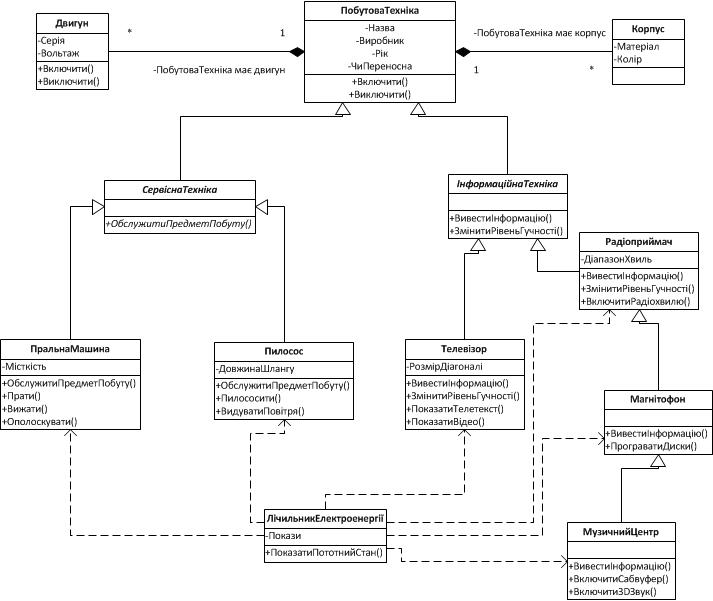 Двигун
-Серія
-Вольтаж
+Включити()
+Виключити()
*
1
-ПобутоваТехніка має двигун
ПобутоваТехніка
-Назва
-Виробник
-Рік
-ЧиПереносна
+Включити()
+Виключити()
-ПобутоваТехніка має корпус
1
*
Корпус
-Матеріал
-Колір
СервіснаТехніка
+ОбслужитиПредметПобуту()
ІнформаційнаТехніка
+ВивестиІнформацію()
+ЗмінитиРівеньГучності()
Радіоприймач
-ДіапазонХвиль
+ВивестиІнформацію()
+ЗмінитиРівеньГучності()
+ВключитиРадіохвилю()
ПральнаМашина
-Місткість
+ОбслужитиПредметПобуту()
+Прати()
+Вижати()
+Ополоскувати()
Пилосос
-ДовжинаШлангу
+ОбслужитиПредметПобуту()
+Пилососити()
+ВидуватиПовітря()
Телевізор
-РозмірДіагоналі
+ВивестиІнформацію()
+ЗмінитиРівеньГучності()
+ПоказатиТелетекст()
+ПоказатиВідео()
Магнітофон
+ВивестиІнформацію()
+ПрограватиДиски()
ЛічильникЕлектроенергії
-Покази
+ПоказатиПототнийСтан()
МузичнийЦентр
+ВивестиІнформацію()
+ВключитиСабвуфер()
+Включити3DЗвук()